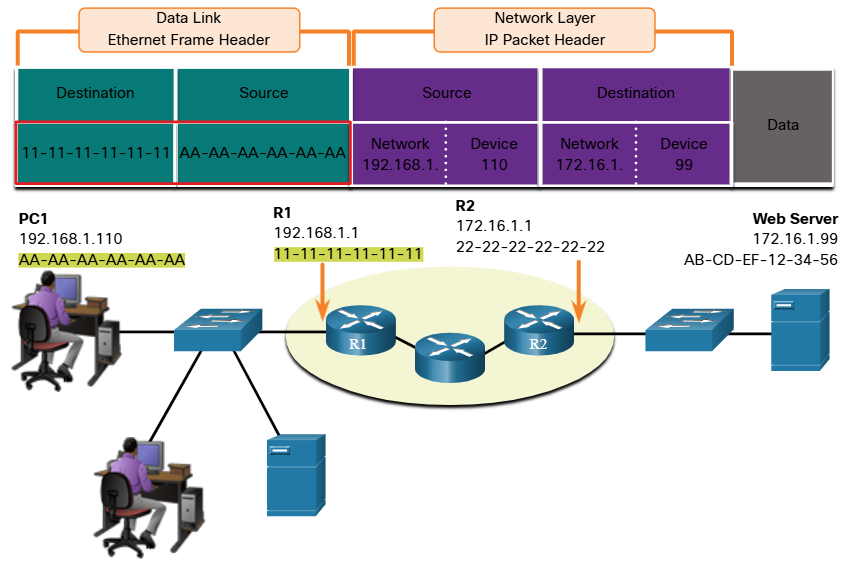 Data Link
Ethernet Frame Header
Network Layer
IP Packet Header
Destination
Source
Source
Destination
Data
11-11-11-11-11-11
AA-AA-AA-AA-AA-AA
Network
192.168.1.
Device
110
Network
172.16.1.
Device
99
PC1
192.168.1.110
AA-AA-AA-AA-AA-AA
R1
192.168.1.1
11-11-11-11-11-11
R2
172.16.1.1
22-22-22-22-22-22
Web Server
172.16.1.99
AB-CD-EF-12-34-56
R1
R2